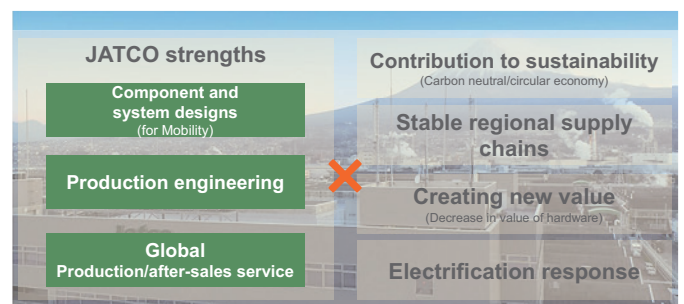 JATCO strengths
Component and
system designs
(for Mobility)
Production engineering
Global
Production/after-sales service
Contribution to sustainability
(Carbon neutral/circular economy)
Stable regional supply
chains
Creating new value
(Decrease in value of hardware)
Electrification response